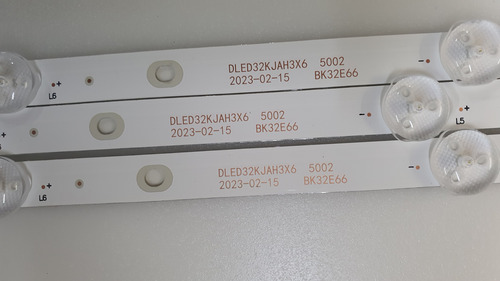 DLED32KJAH3X6 5002
2023-02-15 BK32E66
- 
+
L6
DLED32KJAH3X6 5002
2023-02-15 BK32E66
-
+
L5
DLED32KJAH3X6 5002
2023-02-15 BK32E66
-
+
L6